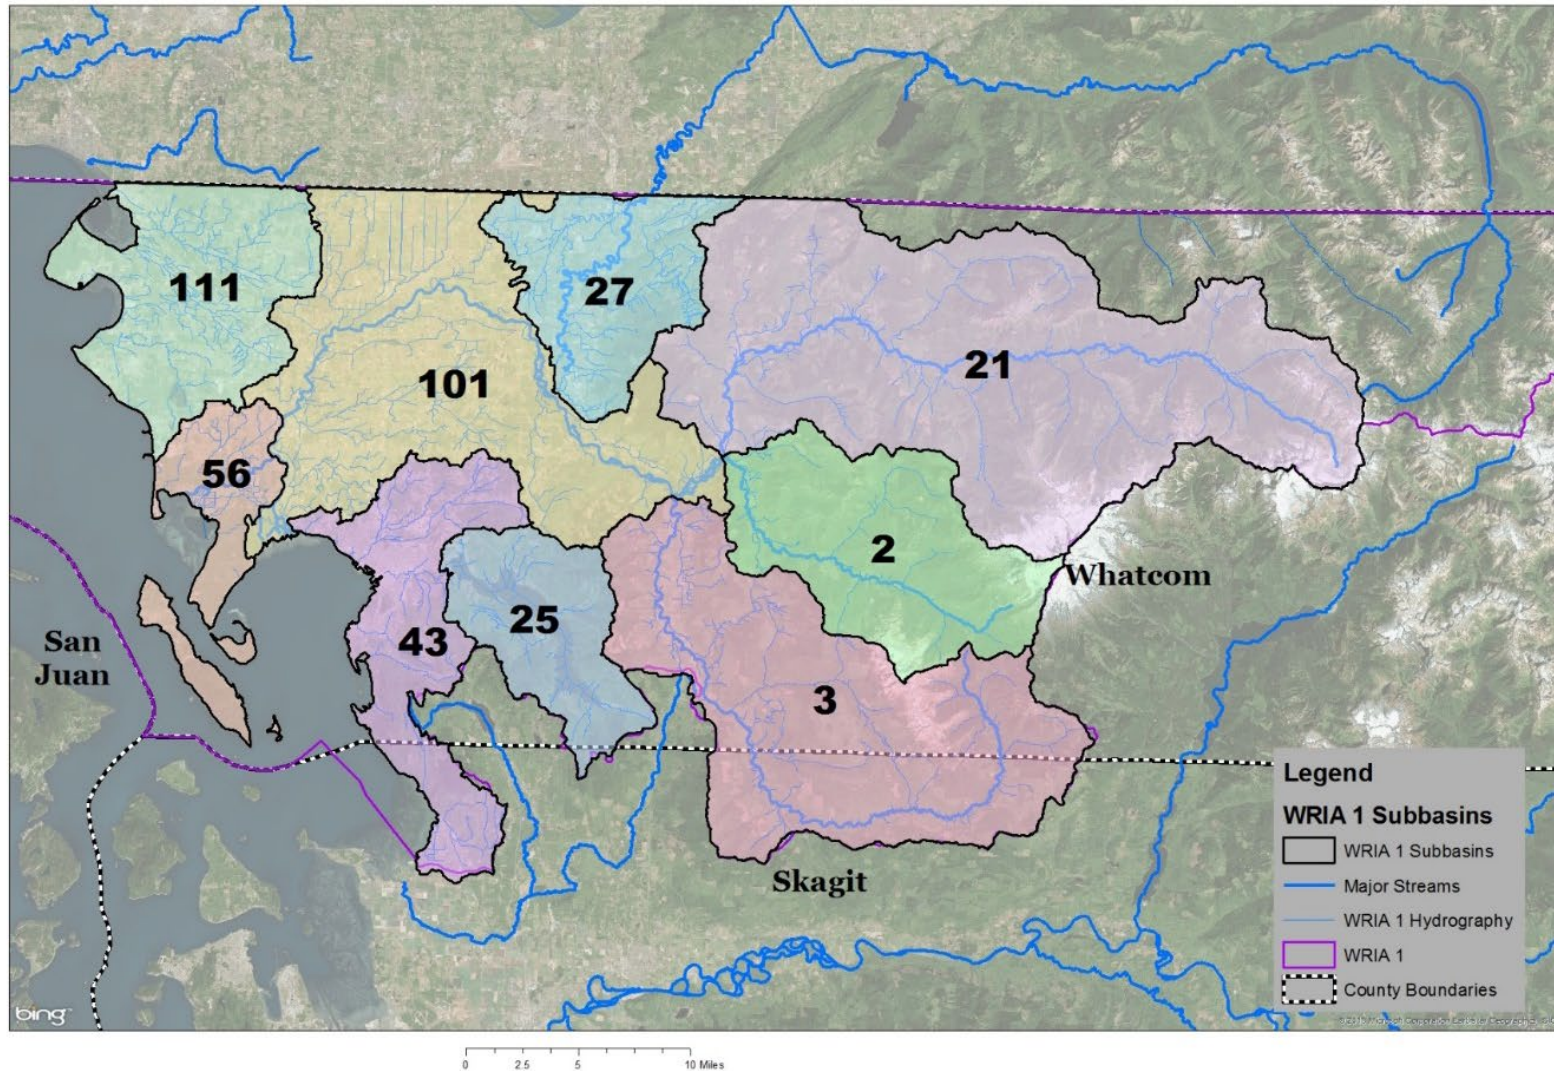 111
27
21
101
56
2
Whatcom
25
43
San
Juan
3
Skagit
Legend
WRIA 1 Subbasins
WRIA 1 Subbasins
Major Streams
WRIA 1 Hydrography
WRIA 1
County Boundaries
bing
0 2.5 5 10 Miles